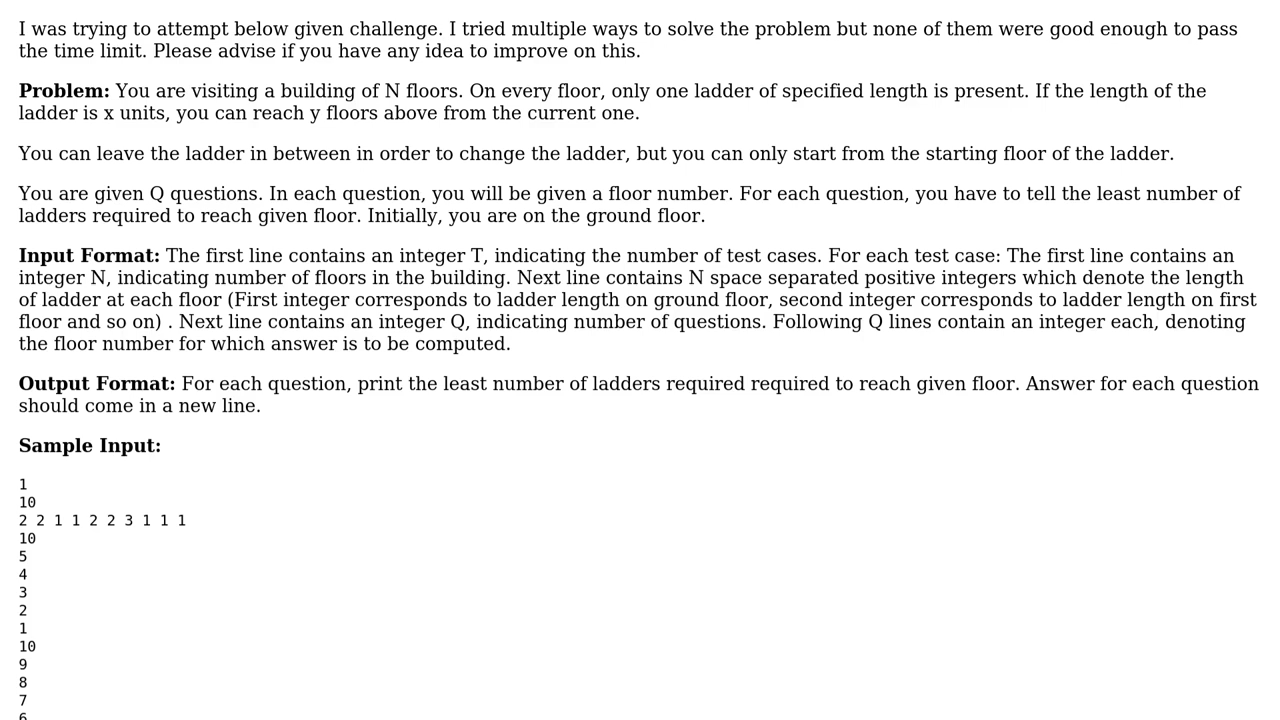 I was trying to attempt below given challenge. I tried multiple ways to solve the problem but none of them were good enough to pass
the time limit. Please advise if you have any idea to improve on this.
Problem: You are visiting a building of N floors. On every floor, only one ladder of specified length is present. If the length of the
ladder is x units, you can reach y floors above from the current one.
You can leave the ladder in between in order to change the ladder, but you can only start from the starting floor of the ladder.
You are given Q questions. In each question, you will be given a floor number. For each question, you have to tell the least number of
ladders required to reach given floor. Initially, you are on the ground floor.
Input Format: The first line contains an integer T, indicating the number of test cases. For each test case: The first line contains an
integer N, indicating number of floors in the building. Next line contains N space separated positive integers which denote the length
of ladder at each floor (First integer corresponds to ladder length on ground floor, second integer corresponds to ladder length on first
floor and so on) . Next line contains an integer Q, indicating number of questions. Following Q lines contain an integer each, denoting
the floor number for which answer is to be computed.
Output Format: For each question, print the least number of ladders required required to reach given floor. Answer for each question
should come in a new line.
Sample Input:
1
10
2 2 1 1 2 2 3 1 1 1
10
5
4
3
2
1
10
9
8
7
6